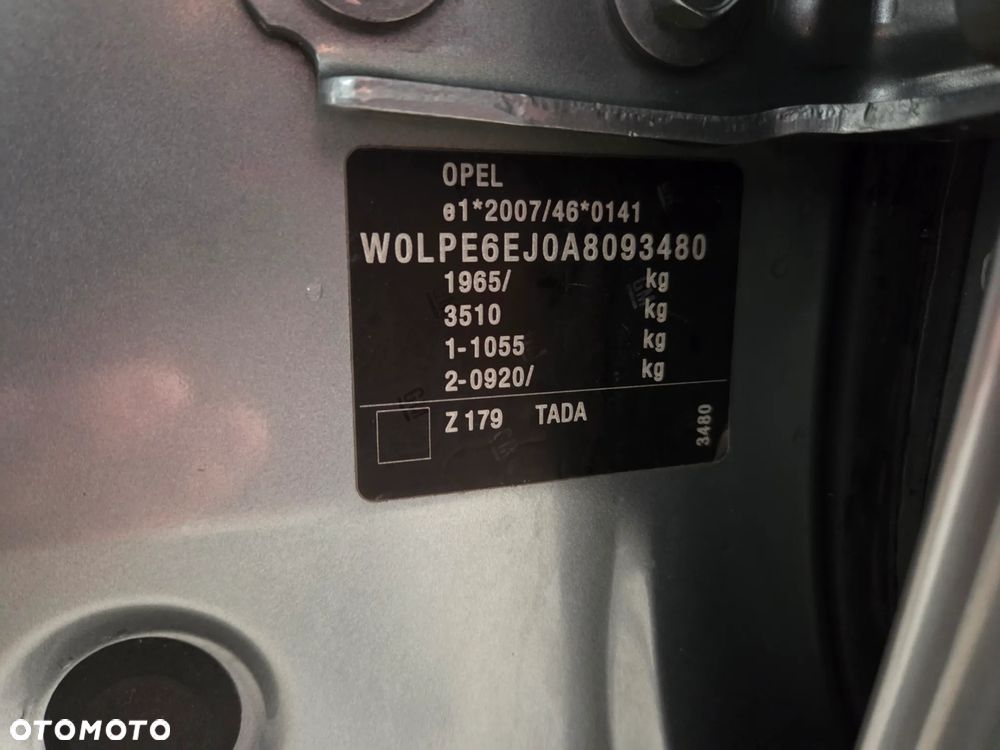 OPEL
e1*2007/46*0141
W0LPE6EJ0A8093480
1965/ kg
3510 kg
1-1055 kg
2-0920/ kg
Z 179 TADA
3480
OTOMOTO